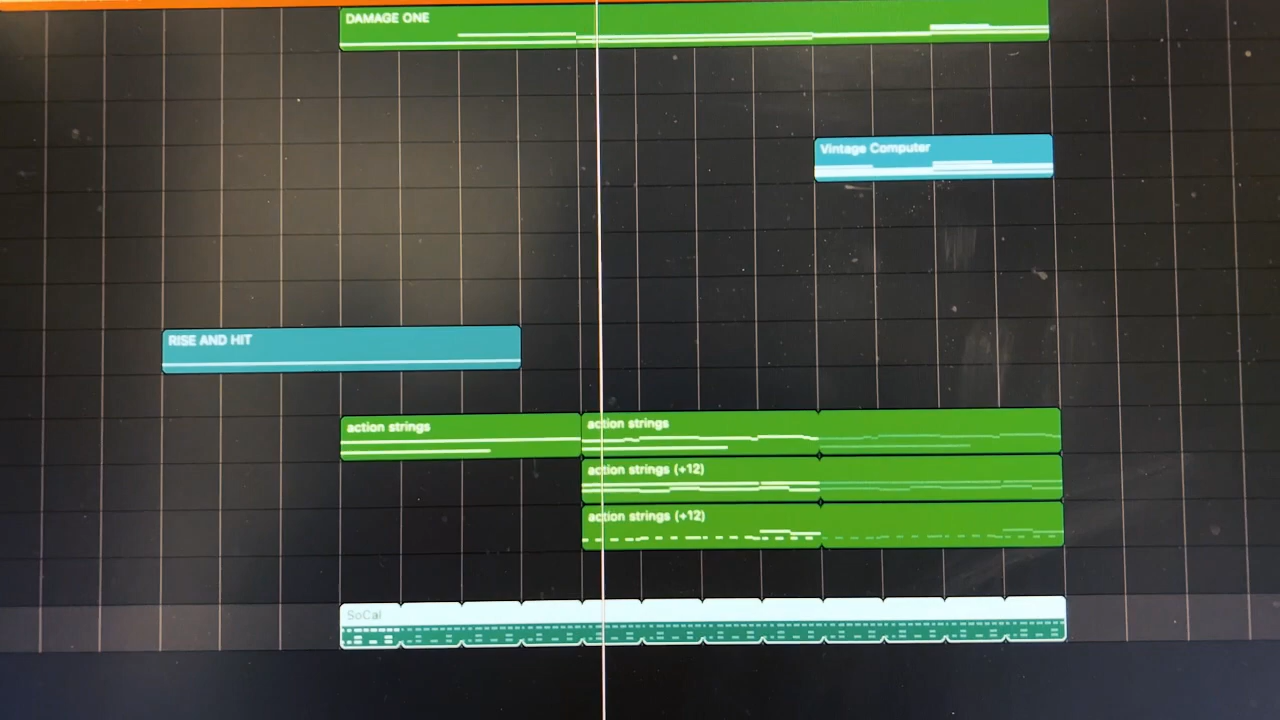 DAMAGE ONE
Vintage Computer
RISE AND HIT
action strings
action strings
action strings (+12)
action strings (+12)
SoCal